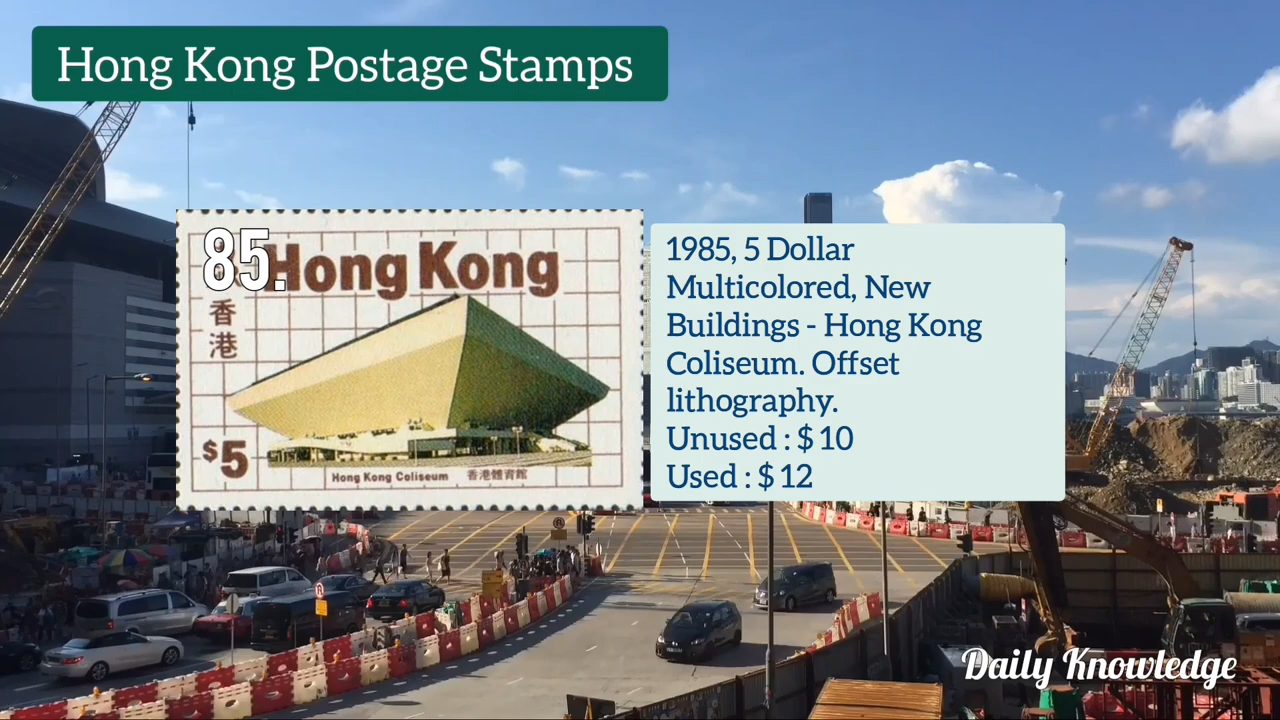 Hong Kong Postage Stamps
85.
Hong Kong
香
港
$5
Hong Kong Coliseum 香港體育館
1985, 5 Dollar
Multicolored, New
Buildings - Hong Kong
Coliseum. Offset
lithography.
Unused : $ 10
Used : $ 12
Daily Knowledge